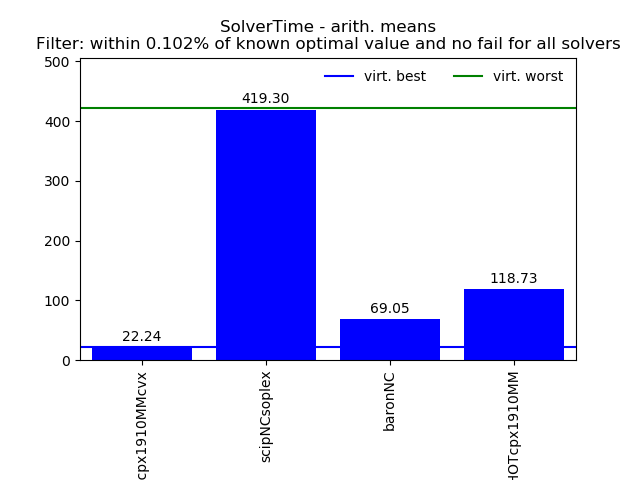 SolverTime - arith. means
Filter: within 0.102% of known optimal value and no fail for all solvers
virt. best
virt. worst
500
400
300
200
100
0
22.24
419.30
69.05
118.73
cpx1910MMcvx
scipNCsoplex
baronNC